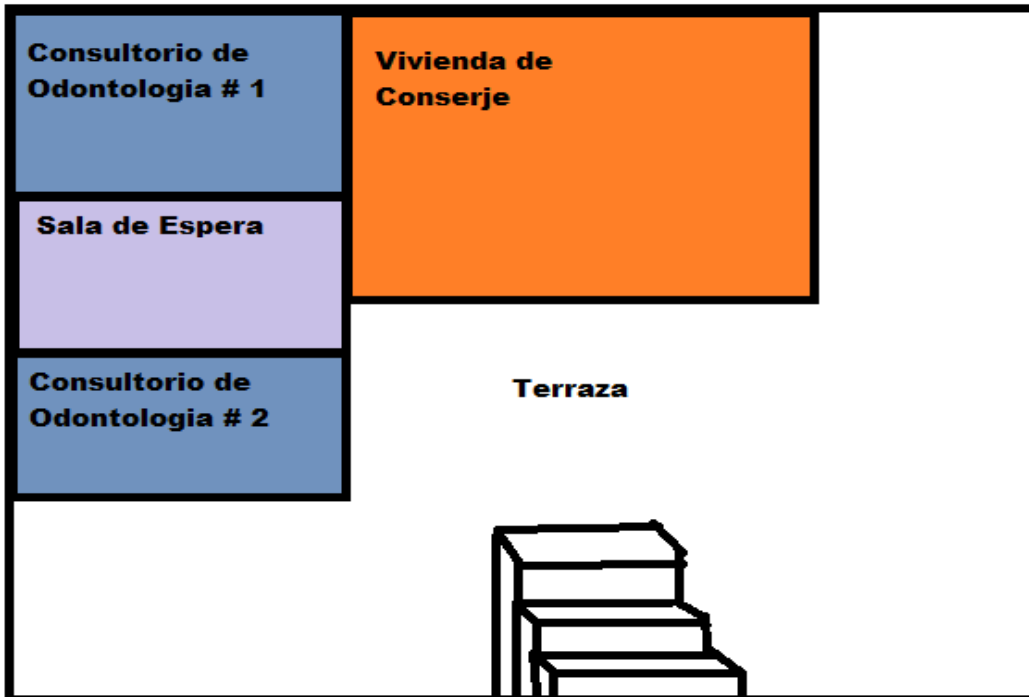 Consultorio de
Odontologia # 1
Vivienda de
Conserje
Sala de Espera
Consultorio de
Odontologia # 2
Terraza